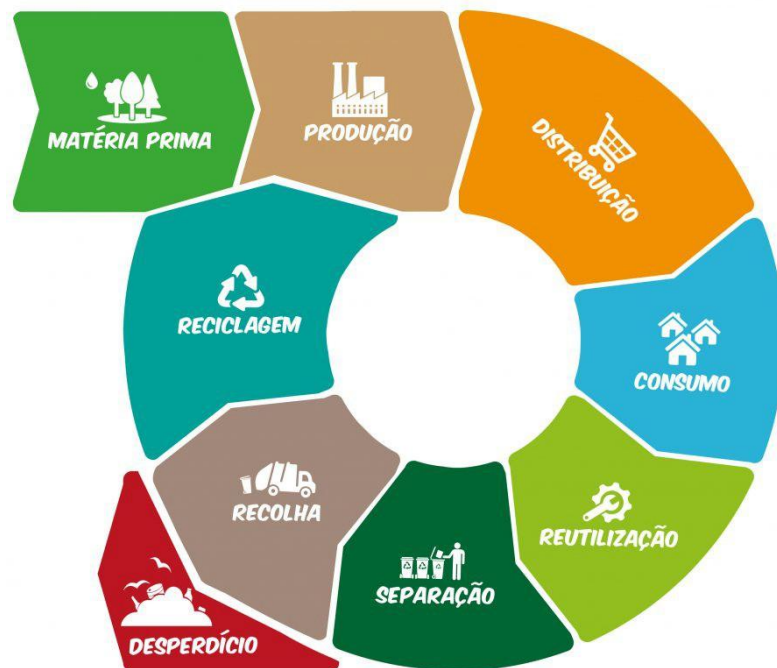 MATÉRIA PRIMA
PRODUÇÃO
DISTRIBUIÇÃO
CONSUMO
REUTILIZAÇÃO
SEPARAÇÃO
RECOLHA
DESPERDÍCIO
RECICLAGEM